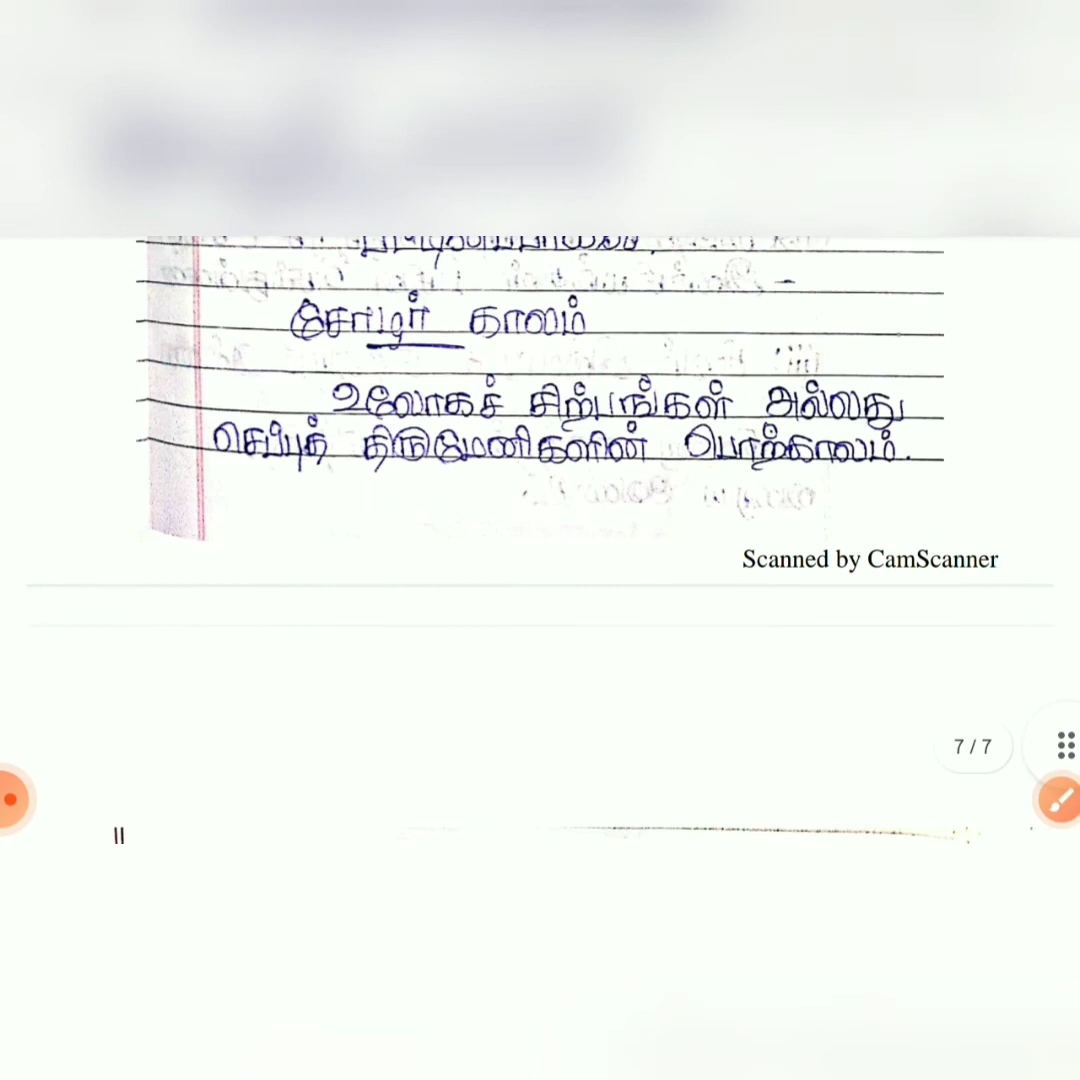 சோழர் காலம்
உலோகச் சிற்பங்கள் அல்லது
செப்புத் திருமேனிகளின் பொற்காலம்.
Scanned by CamScanner
7 / 7